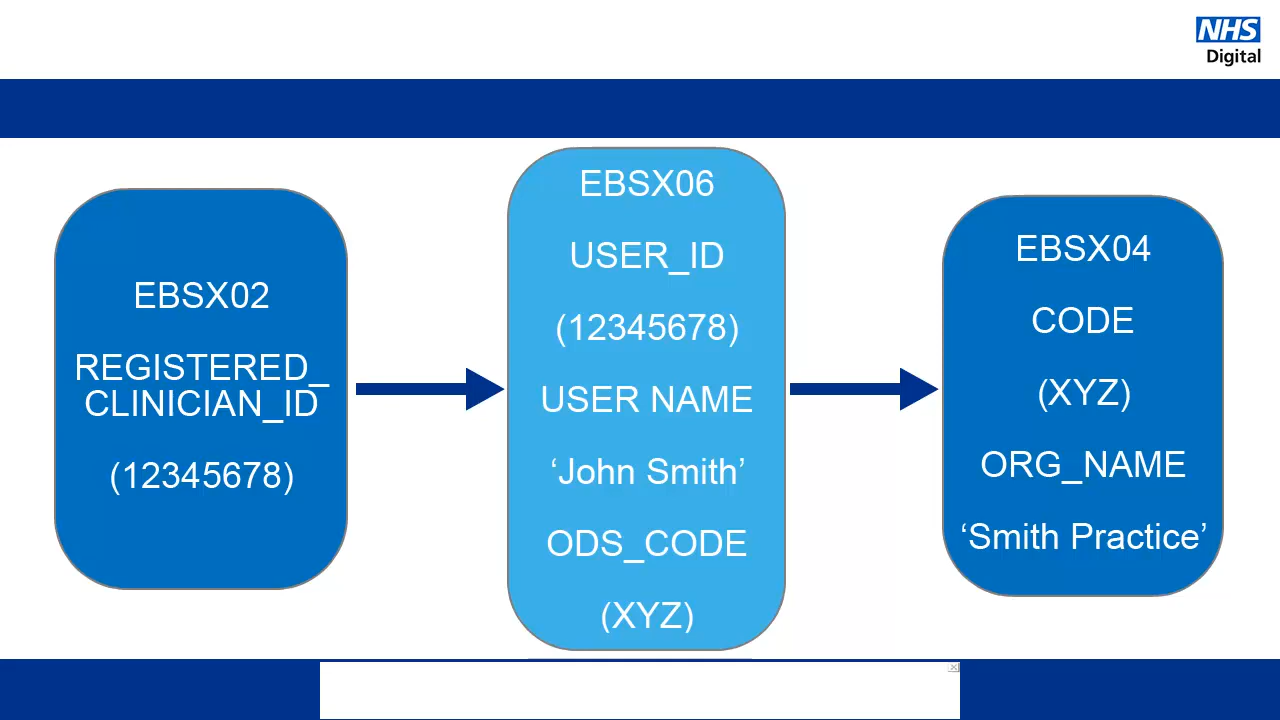 NHS
Digital
EBSX02
REGISTERED_
CLINICIAN_ID
(12345678)
EBSX06
USER_ID
(12345678)
USER NAME
‘John Smith’
ODS_CODE
(XYZ)
EBSX04
CODE
(XYZ)
ORG_NAME
‘Smith Practice’